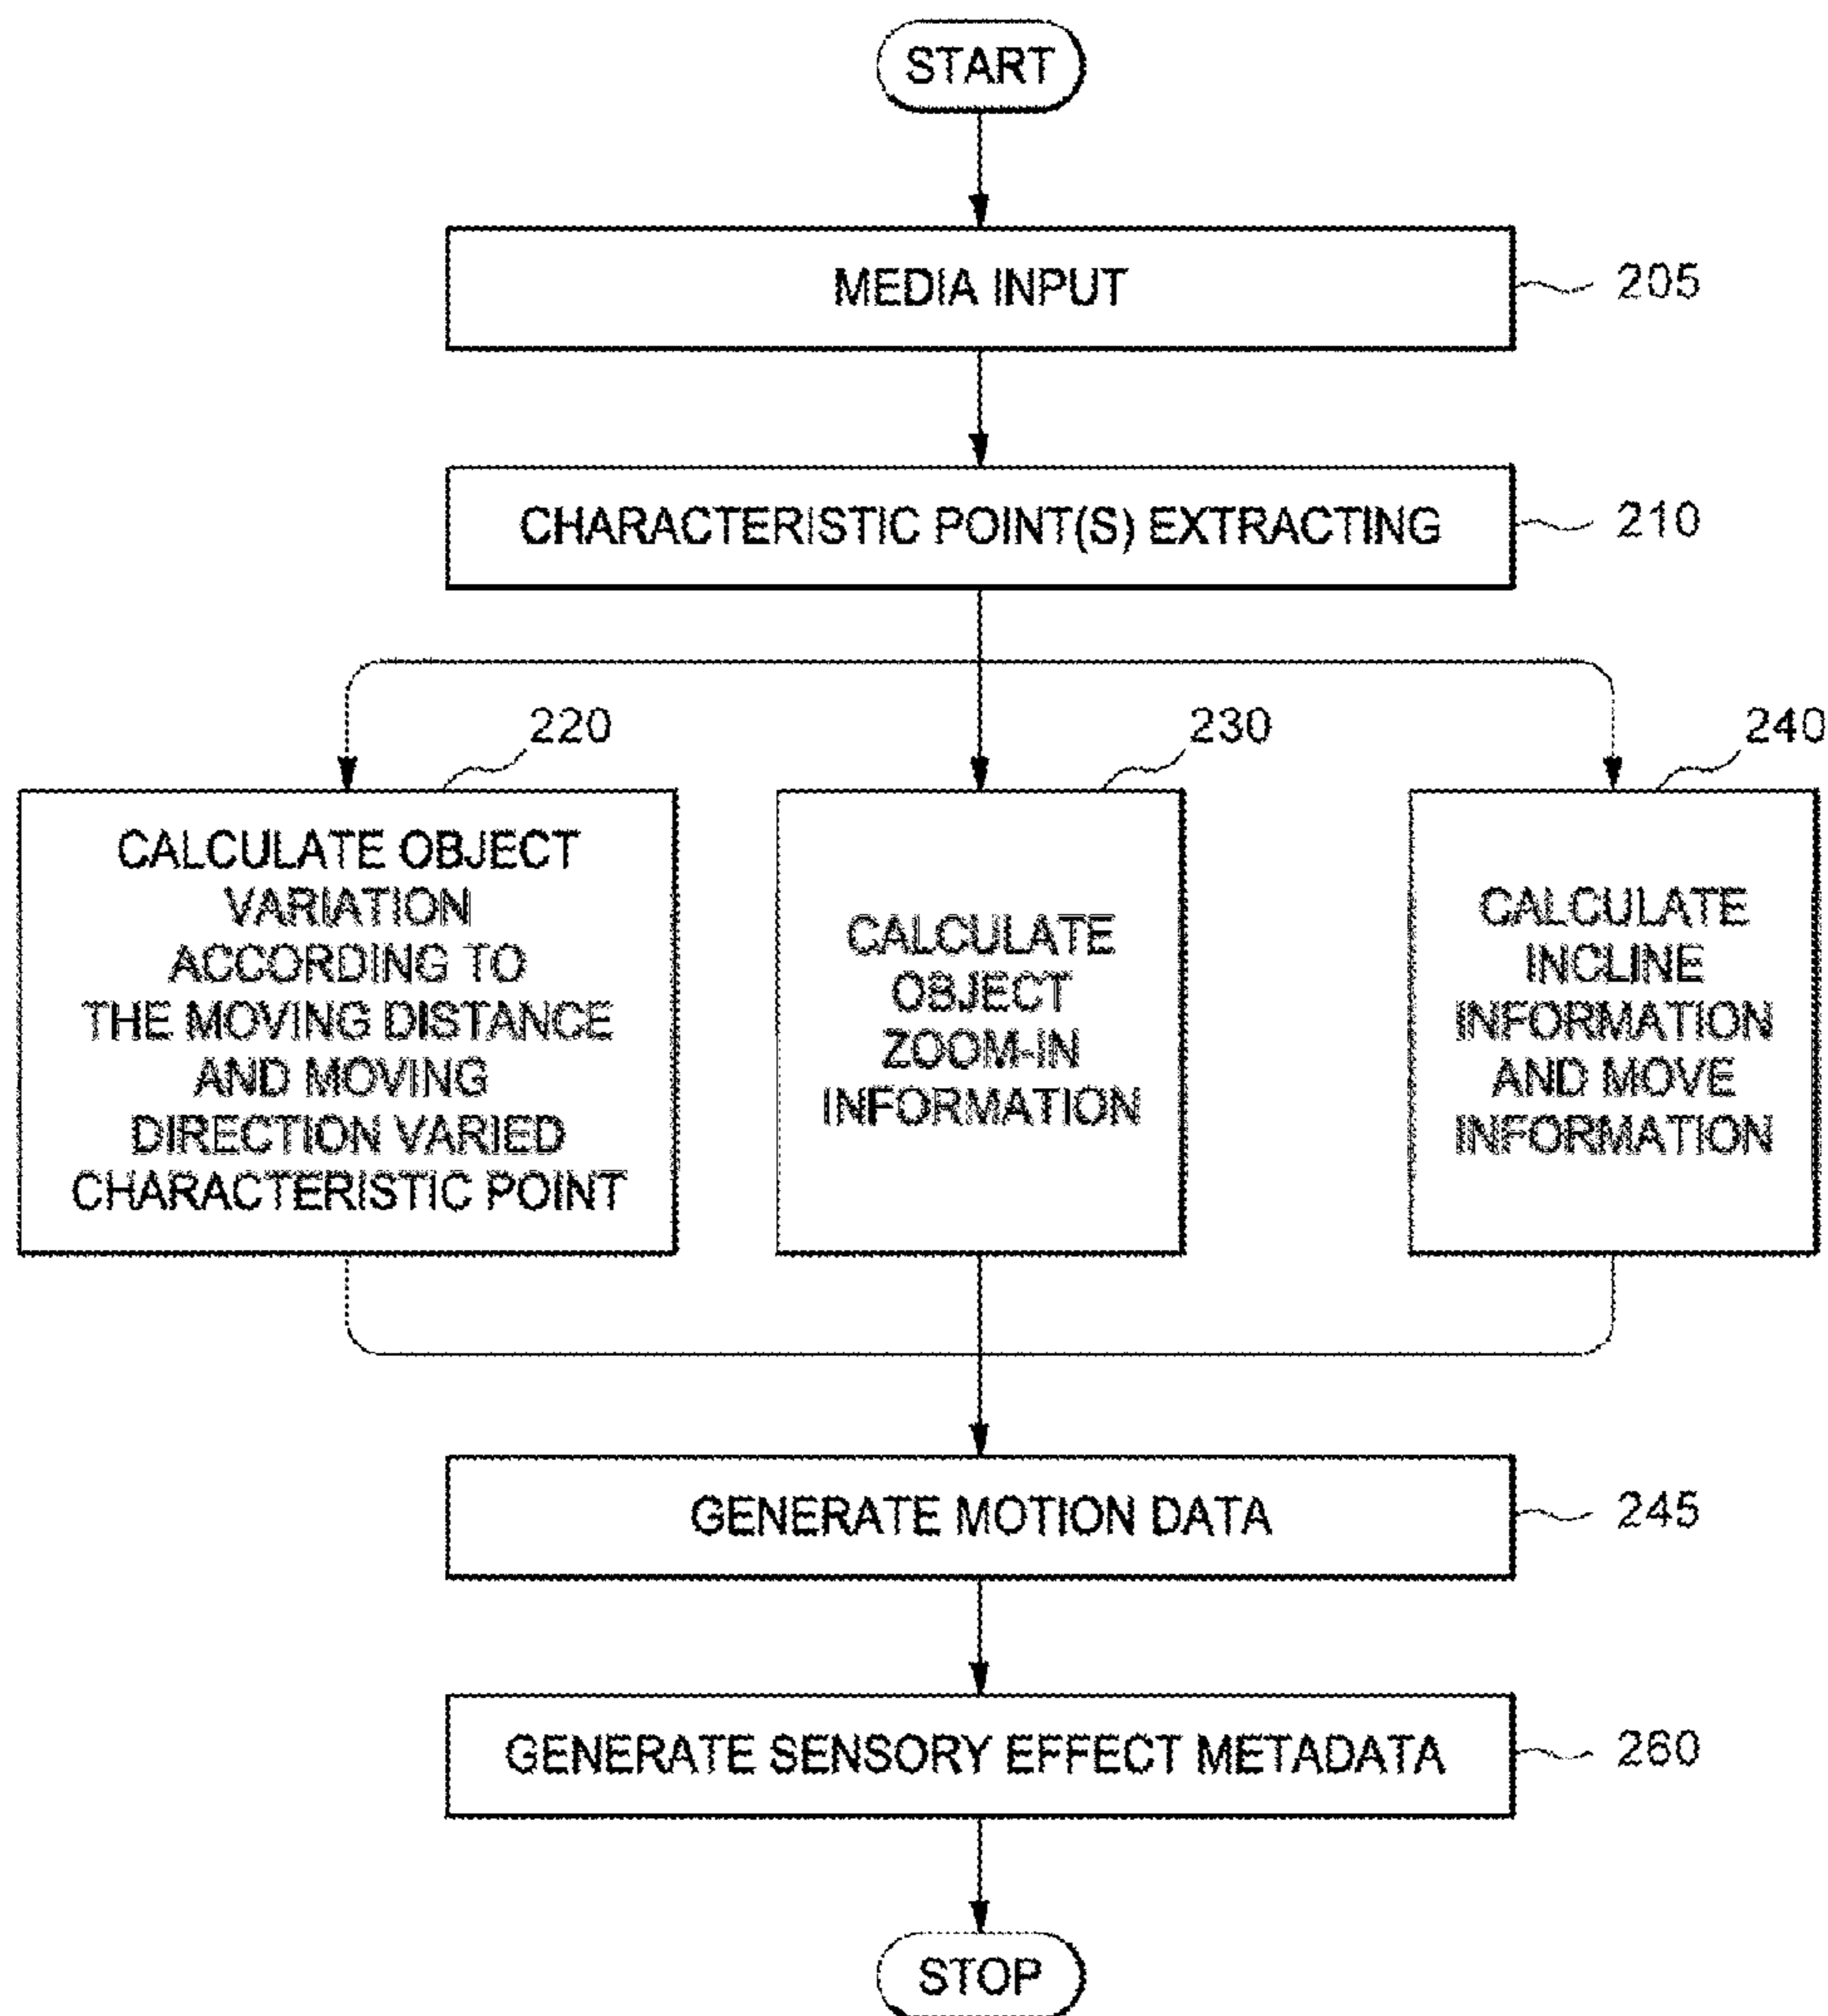 START
MEDIA INPUT
205
CHARACTERISTIC POINT(S) EXTRACTING
210
220
CALCULATE OBJECT
VARIATION
ACCORDING TO
THE MOVING DISTANCE
AND MOVING
DIRECTION VARIED
CHARACTERISTIC POINT
230
CALCULATE
OBJECT
ZOOM-IN
INFORMATION
240
CALCULATE
INCLINE
INFORMATION
AND MOVE
INFORMATION
GENERATE MOTION DATA
245
GENERATE SENSORY EFFECT METADATA
260
STOP